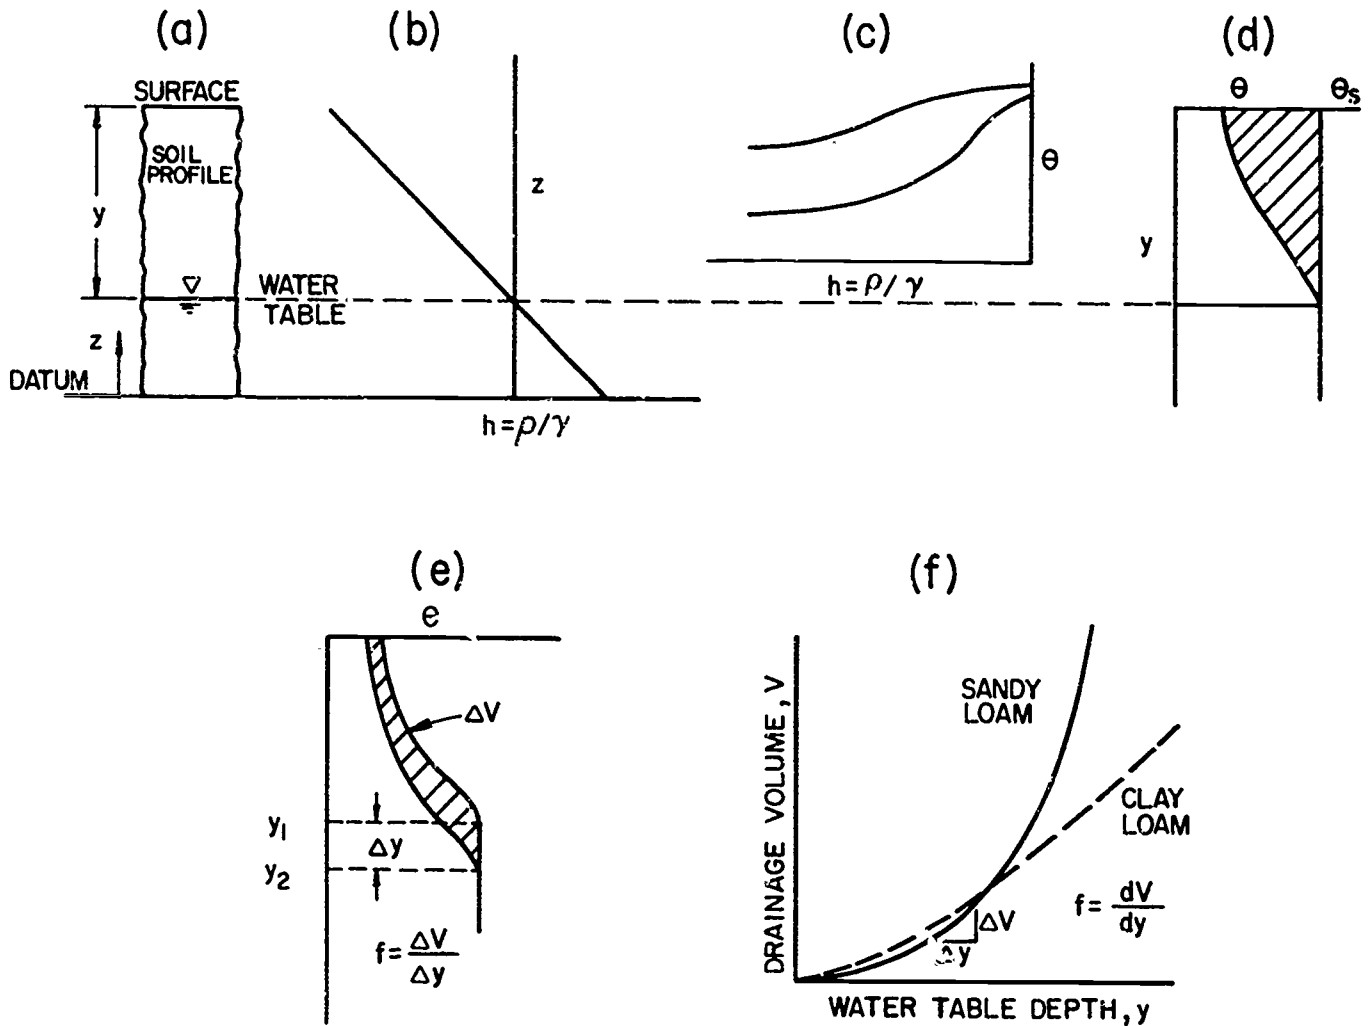 (a)
(b)
(c)
(d)
SURFACE
SOIL
PROFILE
y
WATER
TABLE
z
DATUM
z
h=ρ/γ
θ
h=ρ/γ
θ
θs
y
(e)
(f)
e
ΔV
y1
Δy
y2
f= ΔV/Δy
DRAINAGE VOLUME, V
SANDY
LOAM
CLAY
LOAM
f= dV/dy
ΔV
Δy
WATER TABLE DEPTH, y